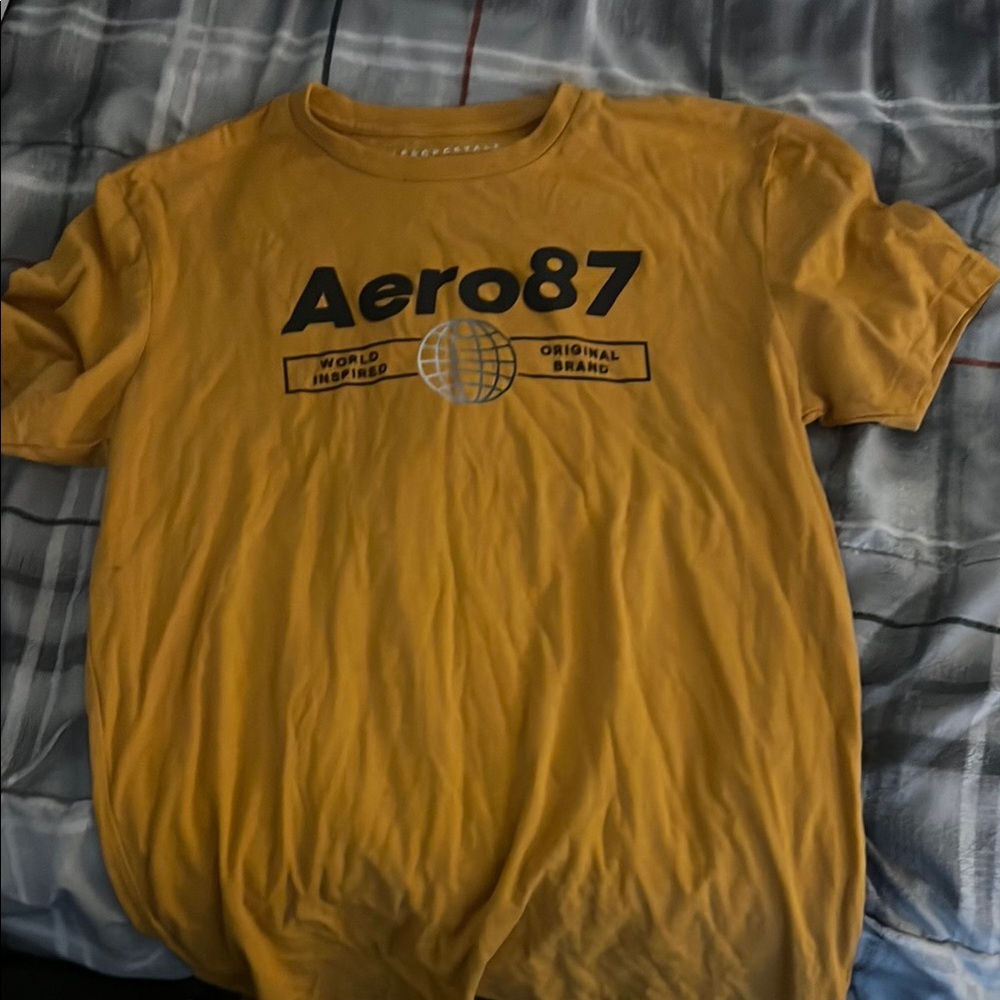 Aero87
WORLD
INSPIRED
ORIGINAL
BRAND